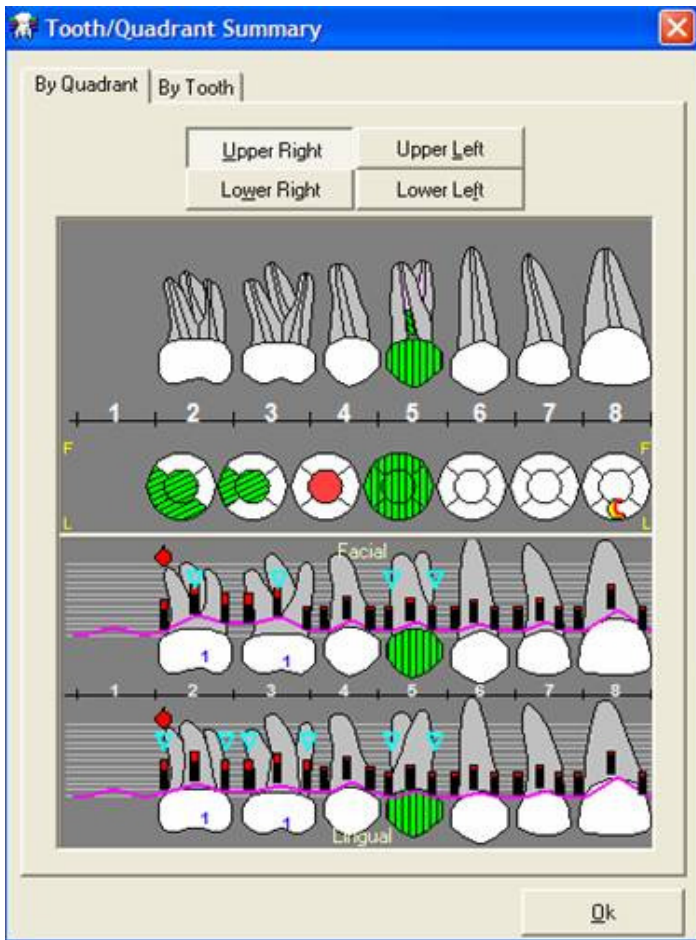 Tooth/Quadrant Summary
By Quadrant By Tooth
Upper Right Upper Left
Lower Right Lower Left
1 2 3 4 5 6 7 8
F F
L L
Facial
1 1
1 2 3 4 5 6 7 8
1 1
Lingual
Ok